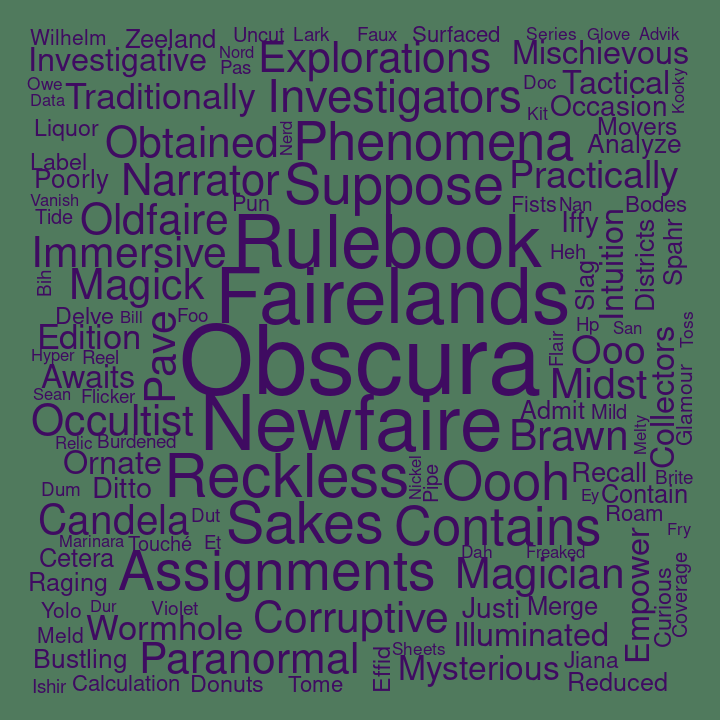 Wilhelm Zeeland Uncut Lark Faux Surfaced Series Glove Advik
Investigative Nord Explorations Mischievous
Pas
Owe Traditionally Investigators Doc Tactical Kooky
Data Kit Occasion
Liquor Obtained Nerd Phenomena Movers
Analyze
Label
Poorly Narrator Suppose Practically
Vanish Pun Fists Nan Bodes
Tide Oldfaire Iffy
Immersive Rulebook Heh Intuition Districts Spahr
Bih Magick Fairelands Slag
Delve Bill Foo Hp San Toss
Edition Pave Obscura Flair Ooo
Hyper Reel
Awaits Midst Collectors Glamour
Sean Flicker
Occultist Newfaire Admit Mild
Relic Burdened Brawn Melty
Ornate Reckless Nickel Pipe Oooh Recall Brite
Dum Ditto Ey Contain
Candela Dut Sakes Contains Roam
Fry
Marinara Touché Et Dah Freaked
Cetera Assignments Magician Empower Curious Coverage
Raging
Yolo Dur Violet Corruptive Justi Merge
Meld Wormhole Illuminated
Bustling Paranormal Effid Sheets Mysterious Jiana
Ishir Calculation Donuts Tome Reduced